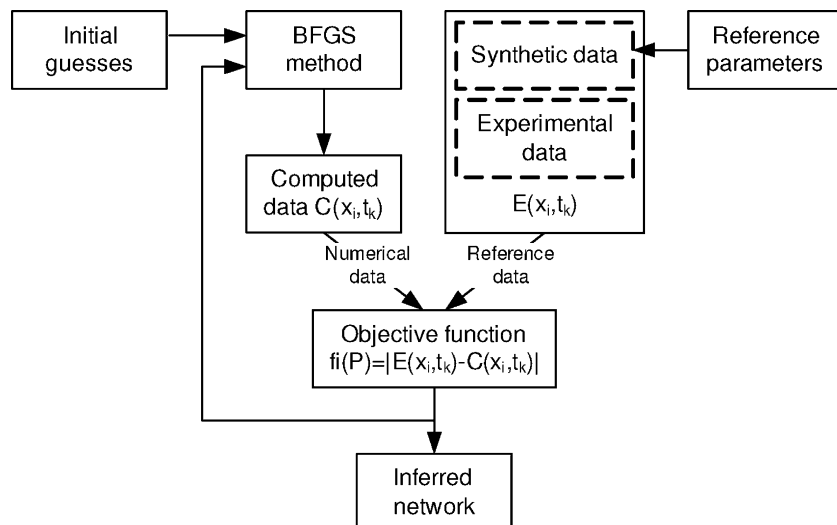 Initial
guesses
BFGS
method
Synthetic data
Reference
parameters
Experimental
data
E(xᵢ,tₖ)
Computed
data C(xᵢ,tₖ)
Numerical
data
Reference
data
Objective function
fi(P)=|E(xᵢ,tₖ)-C(xᵢ,tₖ)|
Inferred
network